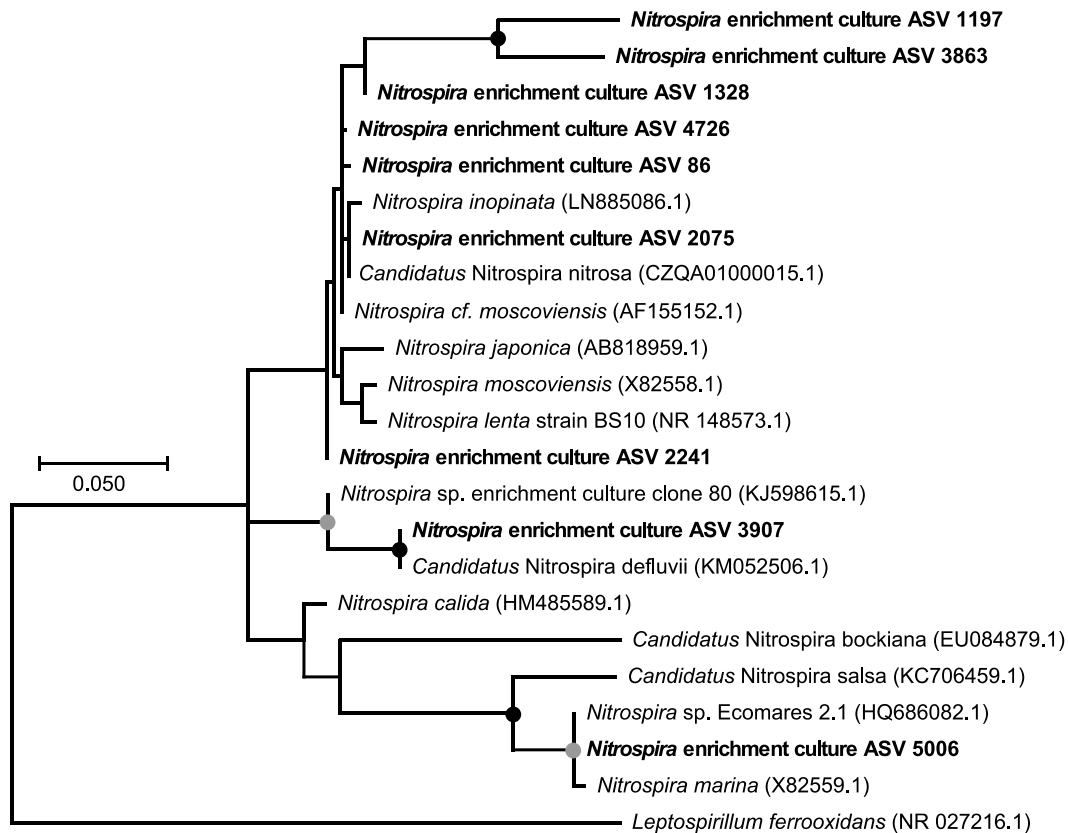 Nitrospira enrichment culture ASV 1197
Nitrospira enrichment culture ASV 3863
Nitrospira enrichment culture ASV 1328
Nitrospira enrichment culture ASV 4726
Nitrospira enrichment culture ASV 86
Nitrospira inopinata (LN885086.1)
Nitrospira enrichment culture ASV 2075
Candidatus Nitrospira nitrosa (CZQA01000015.1)
Nitrospira cf. moscoviensis (AF155152.1)
Nitrospira japonica (AB818959.1)
Nitrospira moscoviensis (X82558.1)
Nitrospira lenta strain BS10 (NR 148573.1)
Nitrospira enrichment culture ASV 2241
0.050
Nitrospira sp. enrichment culture clone 80 (KJ598615.1)
Nitrospira enrichment culture ASV 3907
Candidatus Nitrospira defluvii (KM052506.1)
Nitrospira calida (HM485589.1)
Candidatus Nitrospira bockiana (EU084879.1)
Candidatus Nitrospira salsa (KC706459.1)
Nitrospira sp. Ecomares 2.1 (HQ686082.1)
Nitrospira enrichment culture ASV 5006
Nitrospira marina (X82559.1)
Leptospirillum ferrooxidans (NR 027216.1)